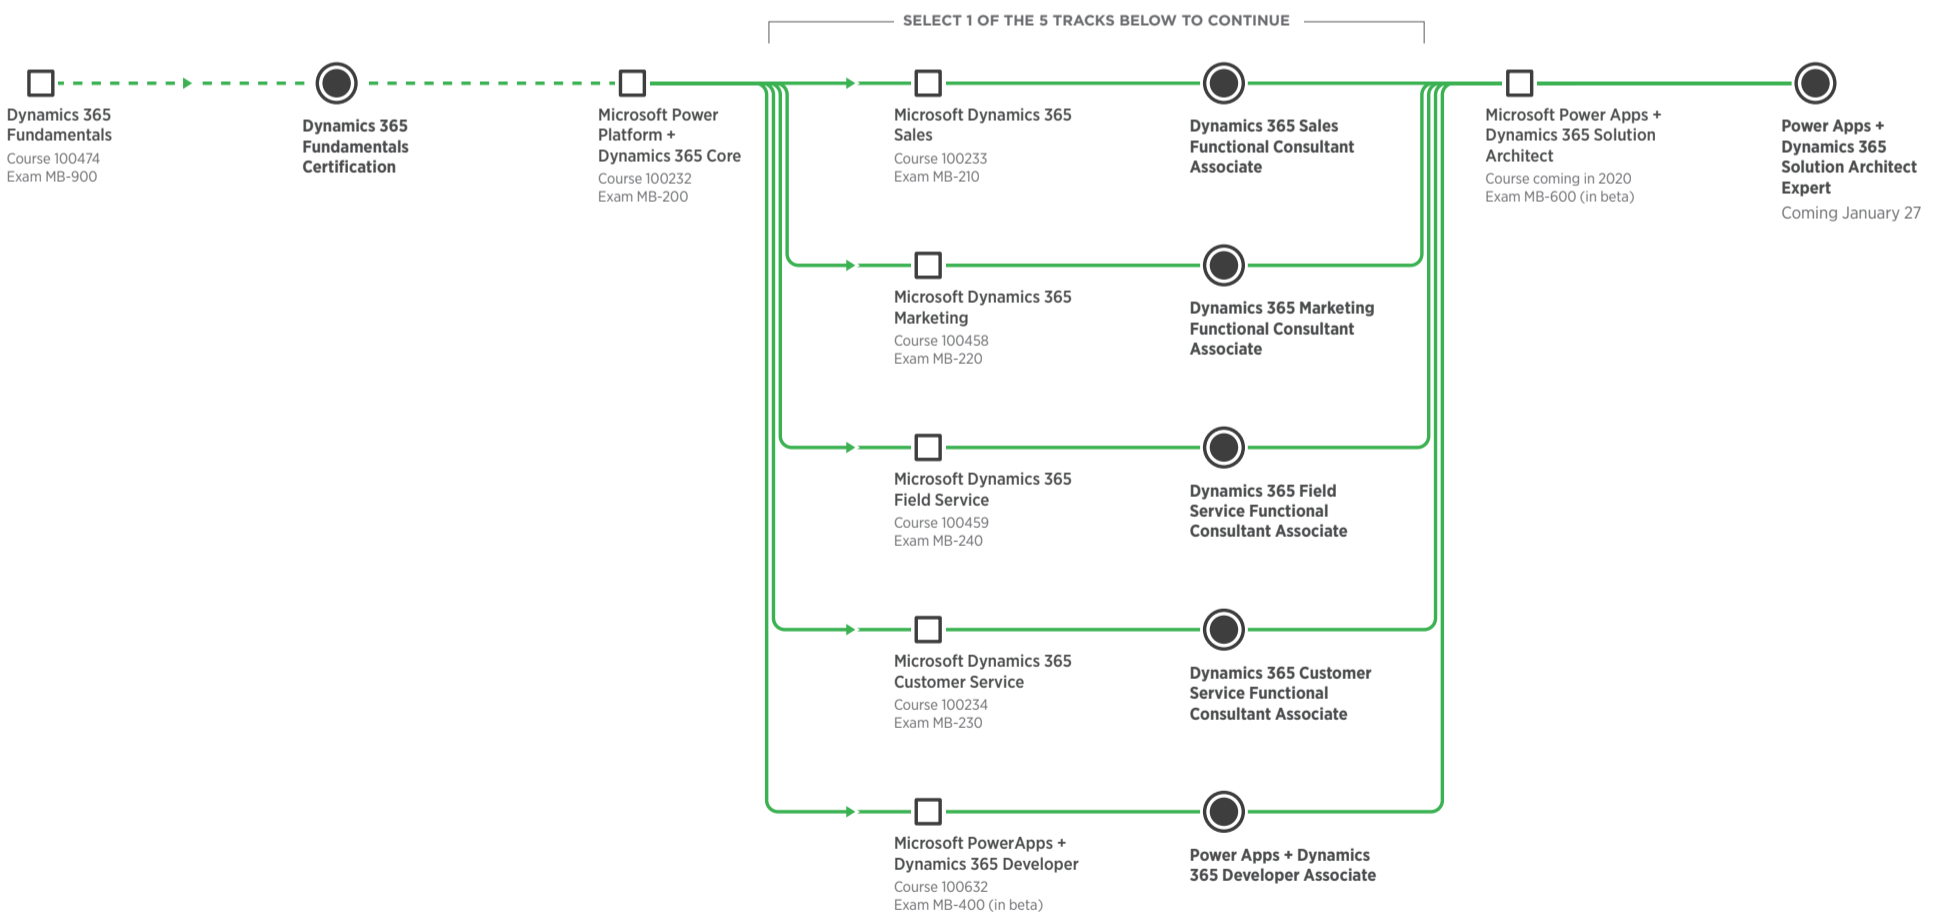 SELECT 1 OF THE 5 TRACKS BELOW TO CONTINUE
Dynamics 365
Fundamentals
Course 100474
Exam MB-900
Dynamics 365
Fundamentals
Certification
Microsoft Power
Platform +
Dynamics 365 Core
Course 100232
Exam MB-200
Microsoft Dynamics 365
Sales
Course 100233
Exam MB-210
Dynamics 365 Sales
Functional Consultant
Associate
Microsoft Power Apps +
Dynamics 365 Solution
Architect
Course coming in 2020
Exam MB-600 (in beta)
Power Apps +
Dynamics 365
Solution Architect
Expert
Coming January 27
Microsoft Dynamics 365
Marketing
Course 100458
Exam MB-220
Dynamics 365 Marketing
Functional Consultant
Associate
Microsoft Dynamics 365
Field Service
Course 100459
Exam MB-240
Dynamics 365 Field
Service Functional
Consultant Associate
Microsoft Dynamics 365
Customer Service
Course 100234
Exam MB-230
Dynamics 365 Customer
Service Functional
Consultant Associate
Microsoft PowerApps +
Dynamics 365 Developer
Course 100632
Exam MB-400 (in beta)
Power Apps + Dynamics
365 Developer Associate